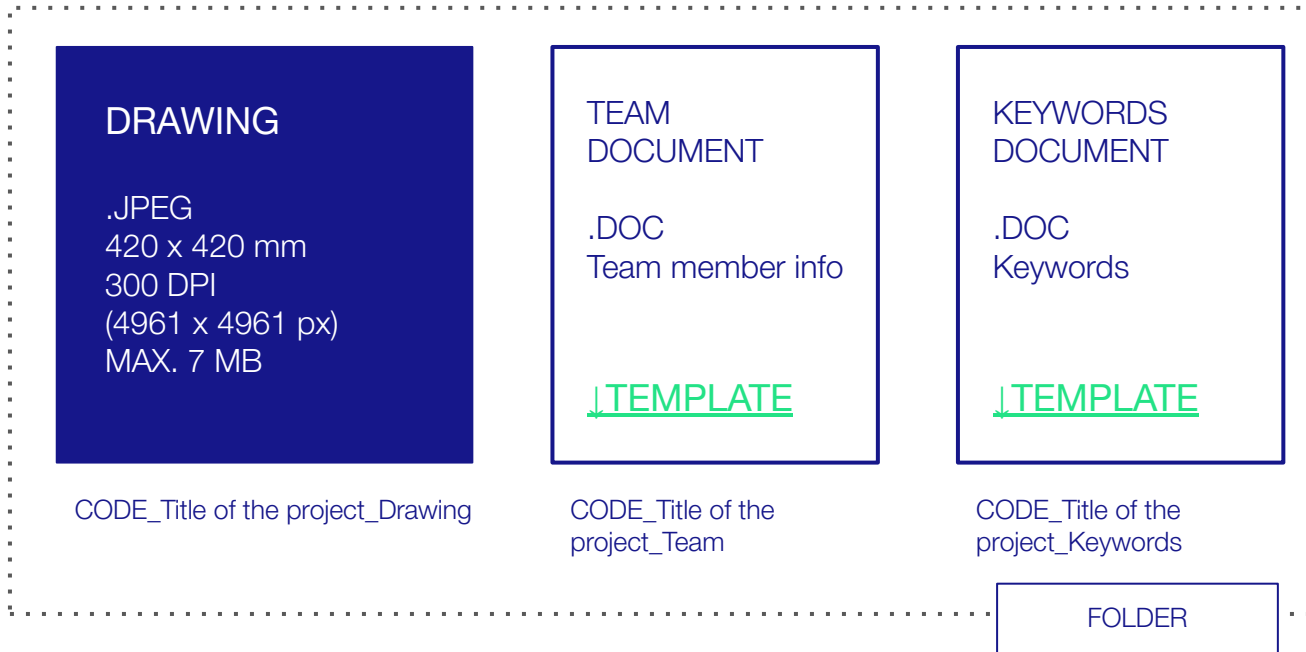 DRAWING
.JPEG
420 x 420 mm
300 DPI
(4961 x 4961 px)
MAX. 7 MB
CODE_Title of the project_Drawing
TEAM
DOCUMENT
.DOC
Team member info
↓TEMPLATE
CODE_Title of the
project_Team
KEYWORDS
DOCUMENT
.DOC
Keywords
↓TEMPLATE
CODE_Title of the
project_Keywords
FOLDER